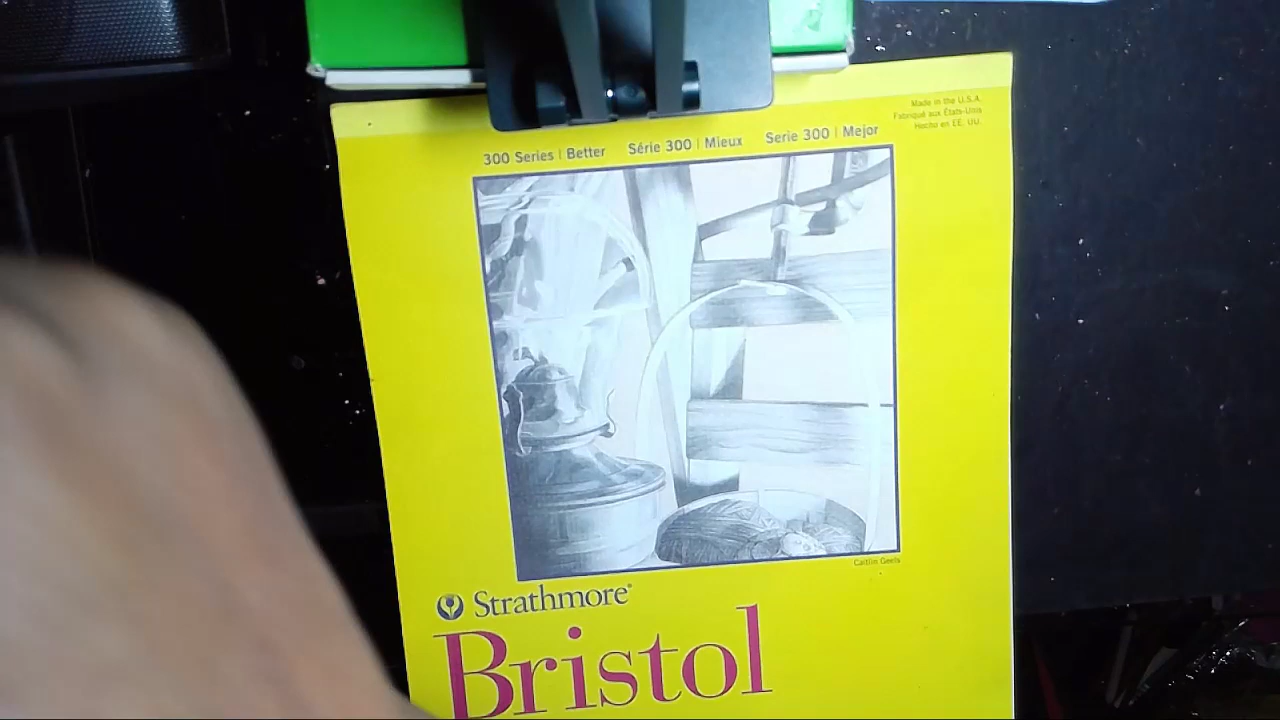 Made in the U.S.A.
Fabriqué aux États-Unis
Hecho en EE. UU.
300 Series | Better Série 300 | Mieux Serie 300 | Mejor
Caitlin Geels
Strathmore®
Bristol